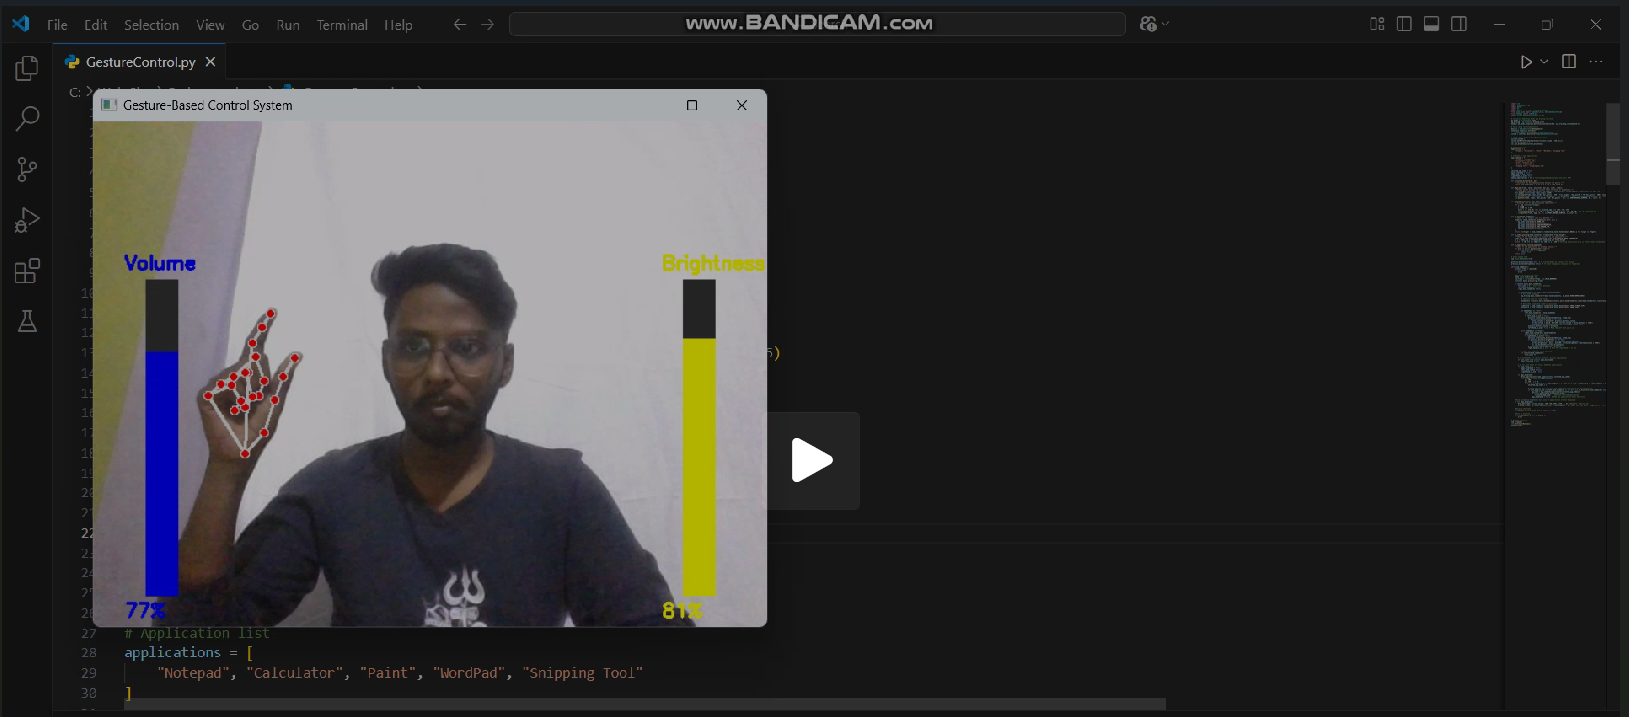 File Edit Selection View Go Run Terminal Help
www.BANDICAM.com
GestureControl.py
C: >
Gesture-Based Control System
Volume
Brightness
5)
77%
81%
22
27 # Application list
28 applications = [
29 "Notepad", "Calculator", "Paint", "WordPad", "Snipping Tool"
30 ]